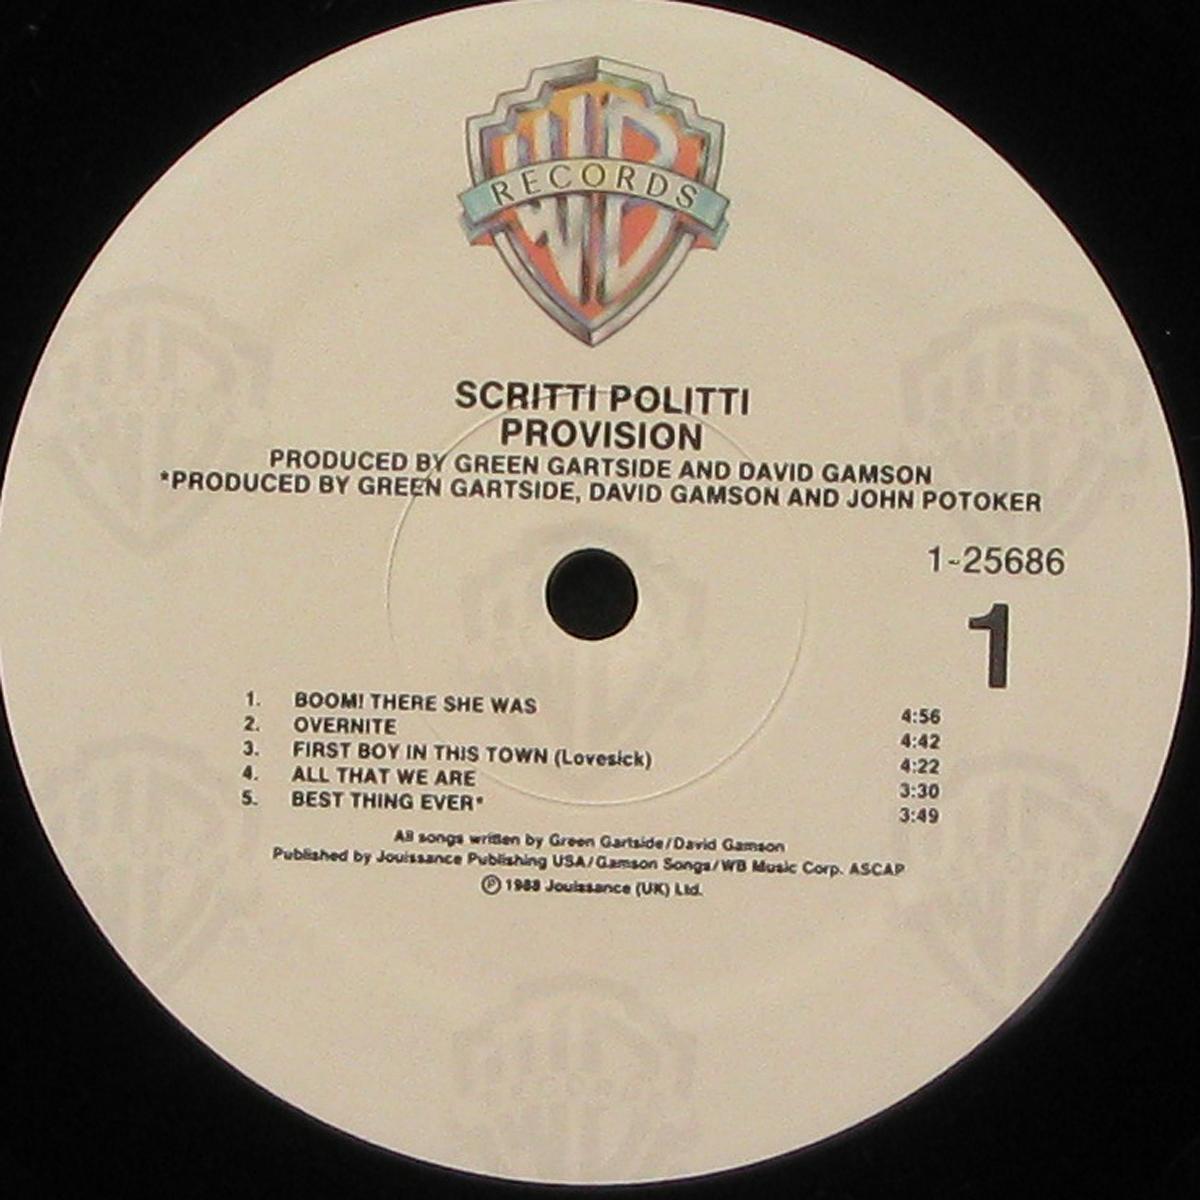 RECORDS
SCRITTI POLITTI
PROVISION
PRODUCED BY GREEN GARTSIDE AND DAVID GAMSON
*PRODUCED BY GREEN GARTSIDE, DAVID GAMSON AND JOHN POTOKER
1-25686
1
1. BOOM! THERE SHE WAS 4:56
2. OVERNITE 4:42
3. FIRST BOY IN THIS TOWN (Lovesick) 4:22
4. ALL THAT WE ARE 3:30
5. BEST THING EVER* 3:49
All songs written by Green Gartside/David Gamson
Published by Jouissance Publishing USA/Gamson Songs/WB Music Corp. ASCAP
Ⓟ 1988 Jouissance (UK) Ltd.